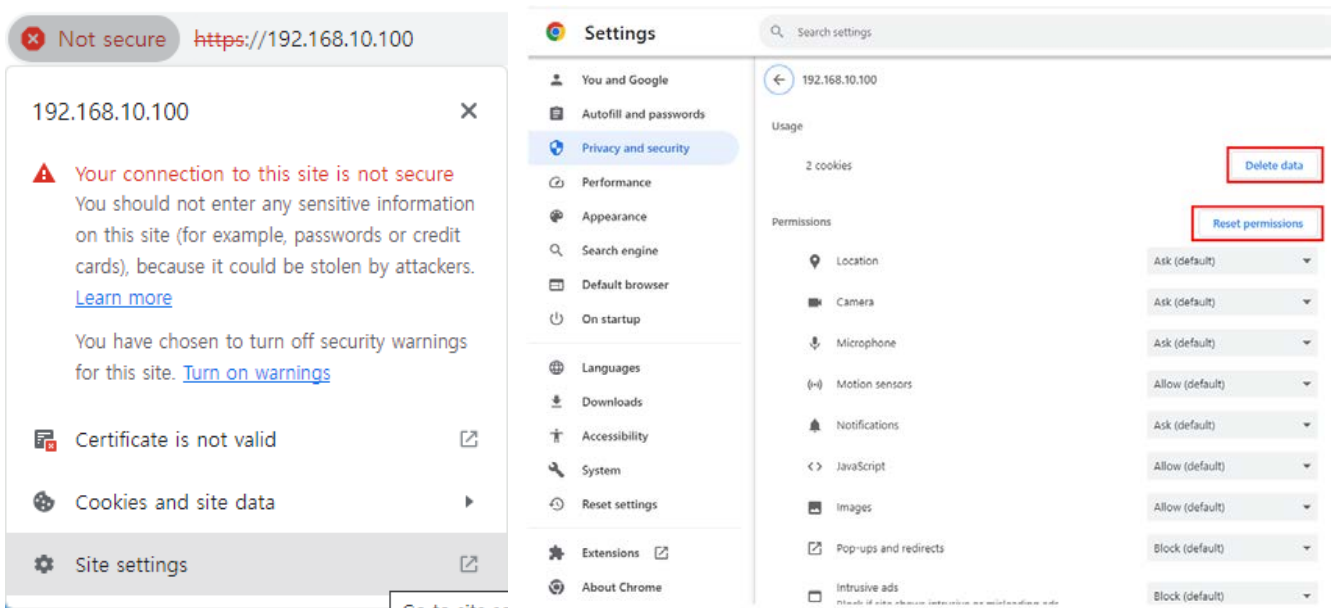 Not secure https://192.168.10.100
192.168.10.100
Your connection to this site is not secure
You should not enter any sensitive information
on this site (for example, passwords or credit
cards), because it could be stolen by attackers.
Learn more
You have chosen to turn off security warnings
for this site. Turn on warnings
Certificate is not valid
Cookies and site data
Site settings
Settings
Search settings
You and Google
Autofill and passwords
Privacy and security
Performance
Appearance
Search engine
Default browser
On startup
Languages
Downloads
Accessibility
System
Reset settings
Extensions
About Chrome
192.168.10.100
Usage
2 cookies
Delete data
Permissions
Reset permissions
Location Ask (default)
Camera Ask (default)
Microphone Ask (default)
Motion sensors Allow (default)
Notifications Ask (default)
JavaScript Allow (default)
Images Allow (default)
Pop-ups and redirects Block (default)
Intrusive ads Block (default)